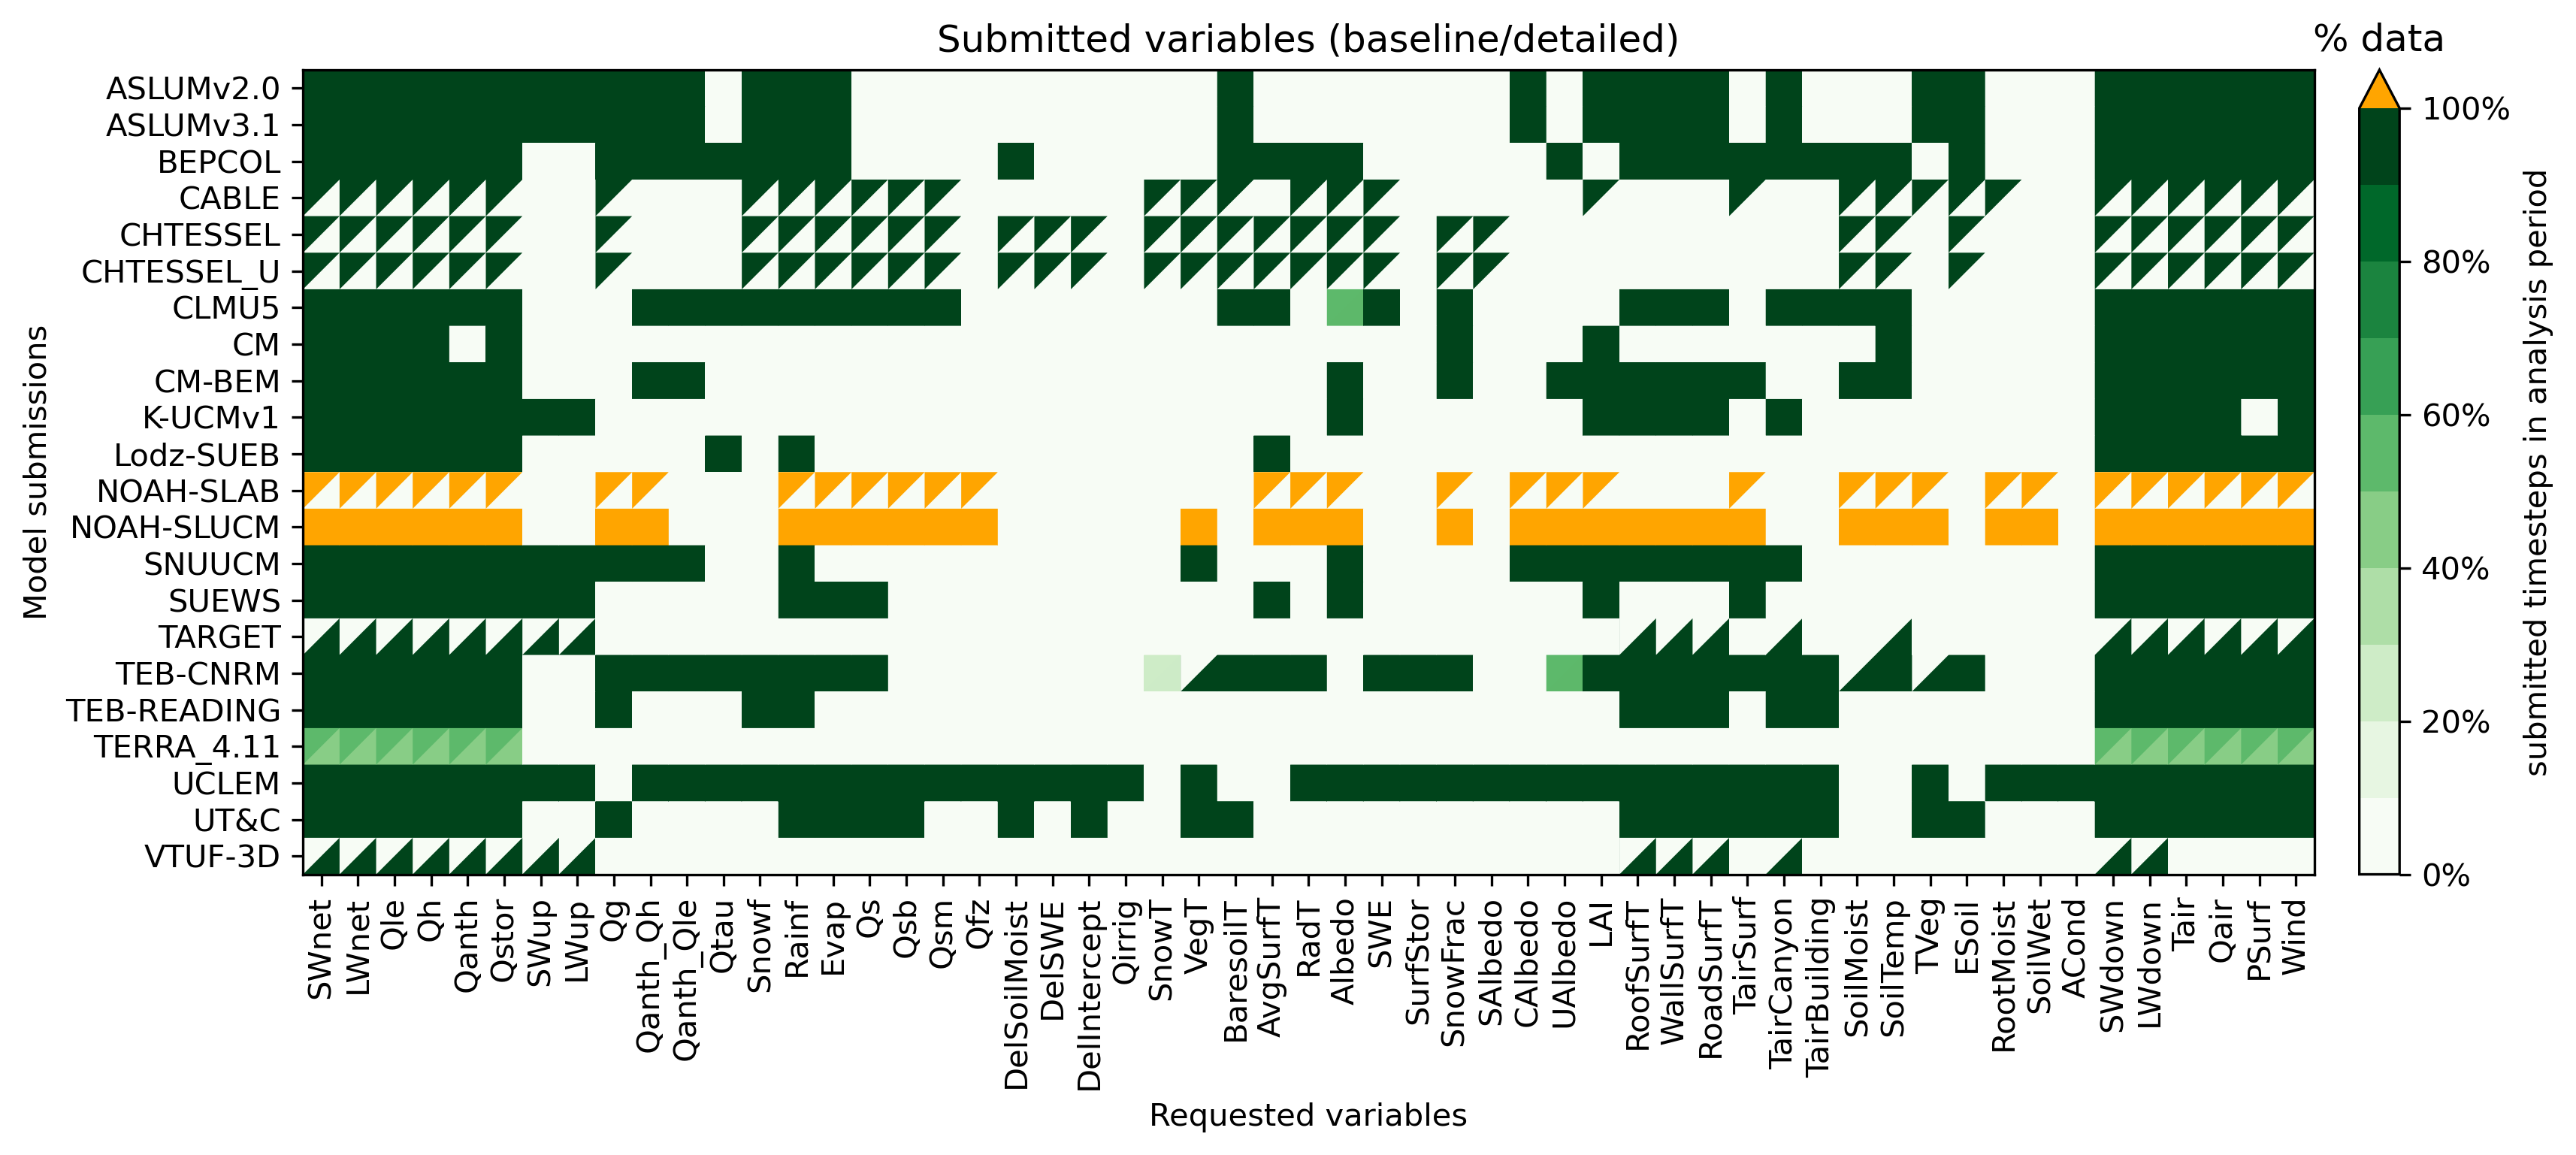 Submitted variables (baseline/detailed)
% data
Model submissions
ASLUMv2.0
ASLUMv3.1
BEPCOL
CABLE
CHTESSEL
CHTESSEL_U
CLMU5
CM
CM-BEM
K-UCMv1
Lodz-SUEB
NOAH-SLAB
NOAH-SLUCM
SNUUCM
SUEWS
TARGET
TEB-CNRM
TEB-READING
TERRA_4.11
UCLEM
UT&C
VTUF-3D
SWnet
LWnet
Qle
Qh
Qanth
Qstor
SWup
LWup
Qg
Qanth_Qh
Qanth_Qle
Qtau
Snowf
Rainf
Evap
Qs
Qsb
Qsm
Qfz
DelSoilMoist
DelSWE
DelIntercept
Qirrig
SnowT
VegT
BaresoilT
AvgSurfT
RadT
Albedo
SWE
SurfStor
SnowFrac
SAlbedo
CAlbedo
UAlbedo
LAI
RoofSurfT
WallSurfT
RoadSurfT
TairSurf
TairCanyon
TairBuilding
SoilMoist
SoilTemp
TVeg
ESoil
RootMoist
SoilWet
ACond
SWdown
LWdown
Tair
Qair
PSurf
Wind
Requested variables
100%
80%
60%
40%
20%
0%
submitted timesteps in analysis period